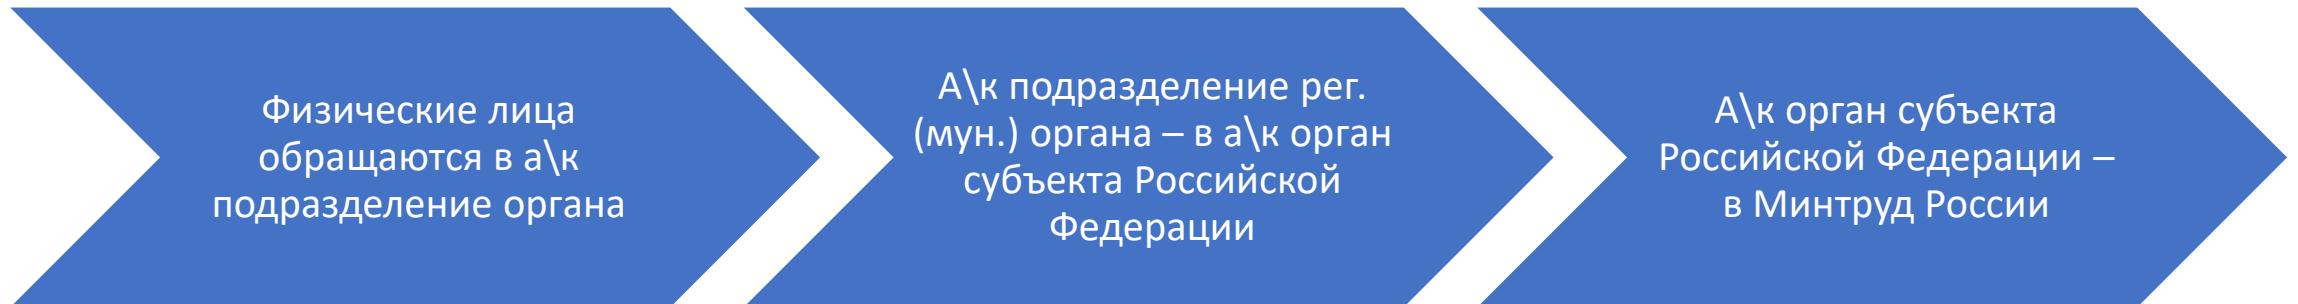 Физические лица
обращаются в а\к
подразделение органа
А\к подразделение рег.
(мун.) органа – в а\к орган
субъекта Российской
Федерации
А\к орган субъекта
Российской Федерации –
в Минтруд России